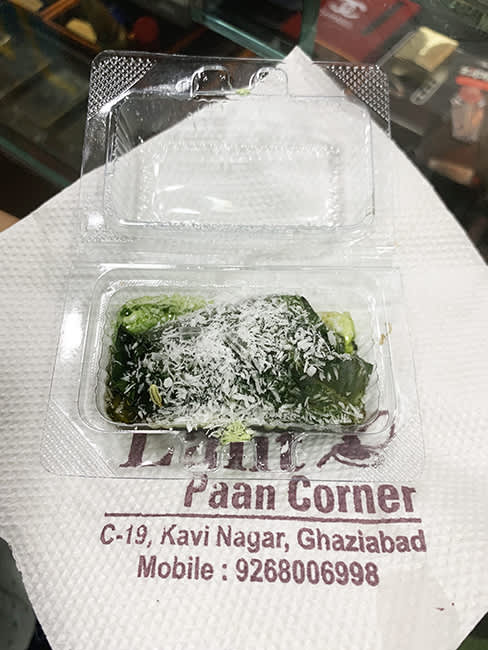 Paan Corner
C-19, Kavi Nagar, Ghaziabad
Mobile : 9268006998